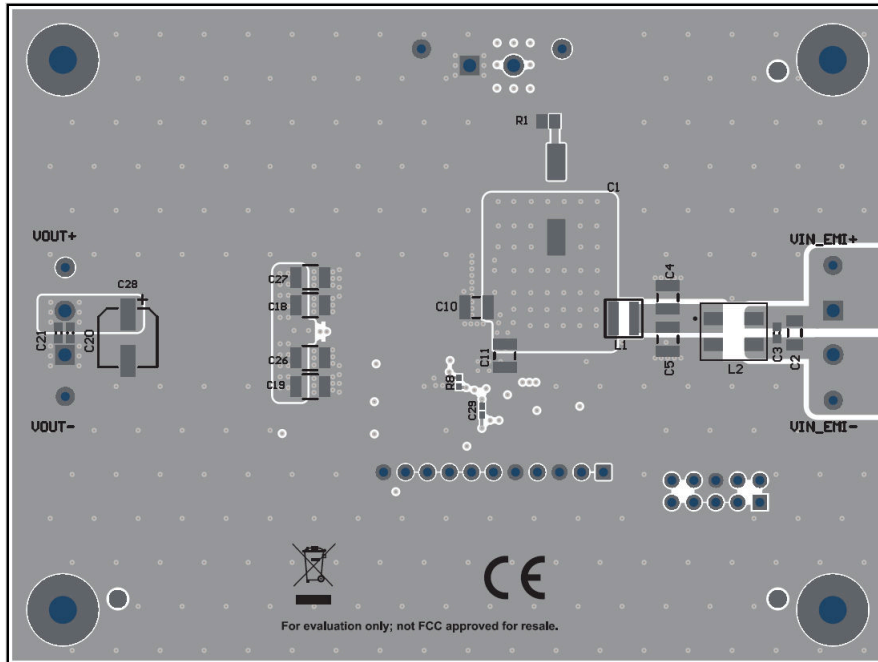 R1
C1
VOUT+
VIN_EMI+
C28
C27
C4
C18
C10
C21
C20
L1
L2
C3
C2
C11
C26
C5
C19
R8
C29
VOUT-
VIN_EMI-
CE
For evaluation only; not FCC approved for resale.